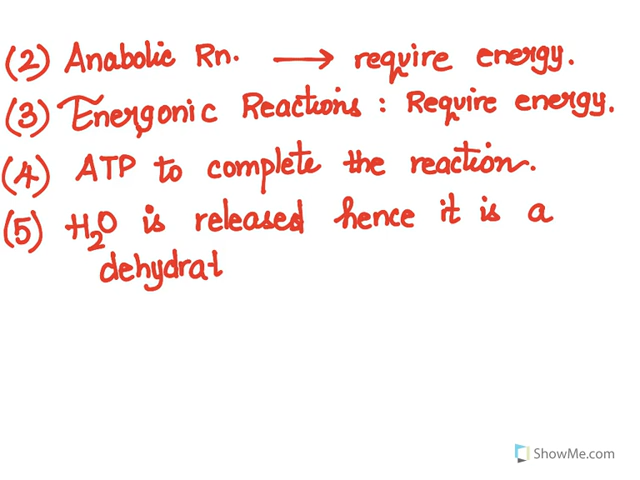 (2) Anabolic Rn. → require energy.
(3) Energonic Reactions : Require energy.
(4) ATP to complete the reaction.
(5) H₂O is released hence it is a
dehydrat
ShowMe.com